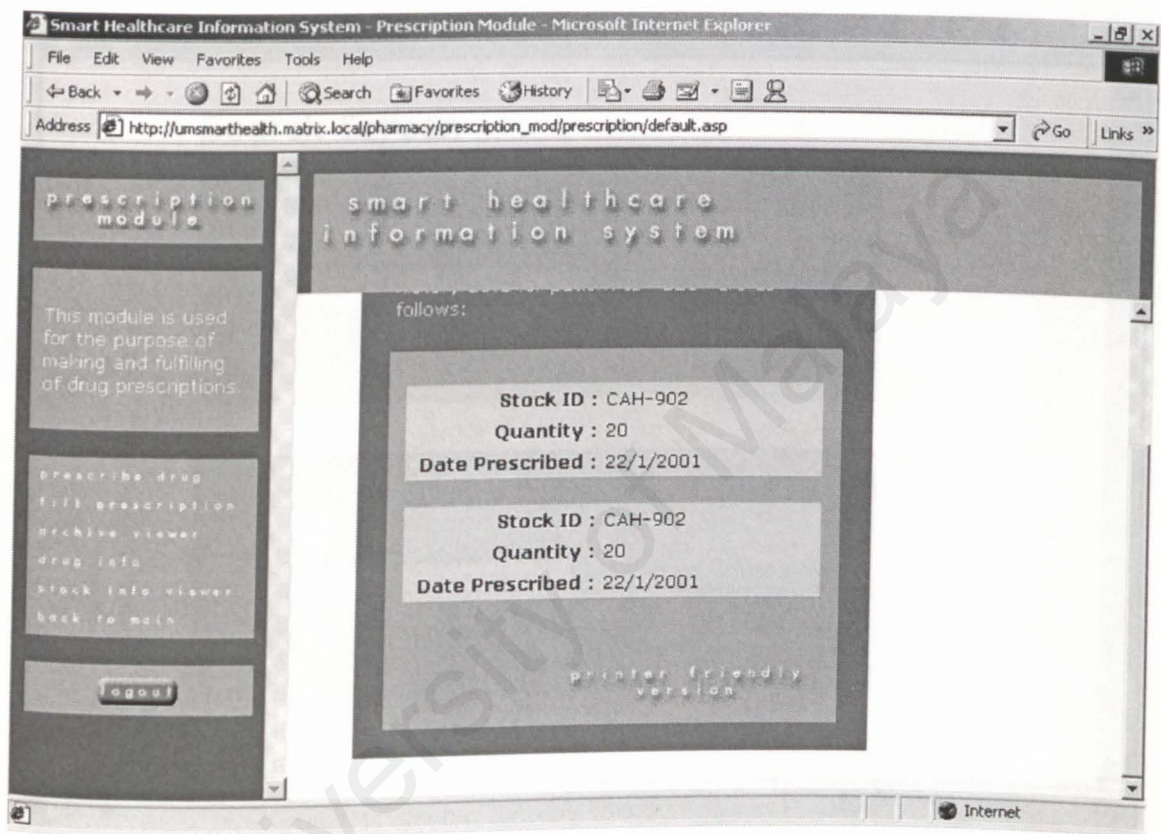 Smart Healthcare Information System - Prescription Module - Microsoft Internet Explorer
File Edit View Favorites Tools Help
Back Search Favorites History
Address http://umsmarthealth.matrix.local/pharmacy/prescription_mod/prescription/default.asp Go Links »
prescription
module
This module is used
for the purpose of
making and fulfilling
of drug prescriptions.
prescribe drug
fill prescription
archive viewer
drug info
stock info viewer
back to main
logout
smart healthcare
information system
follows:
Stock ID : CAH-902
Quantity : 20
Date Prescribed : 22/1/2001
Stock ID : CAH-902
Quantity : 20
Date Prescribed : 22/1/2001
printer friendly
version
Internet
University of Malaya